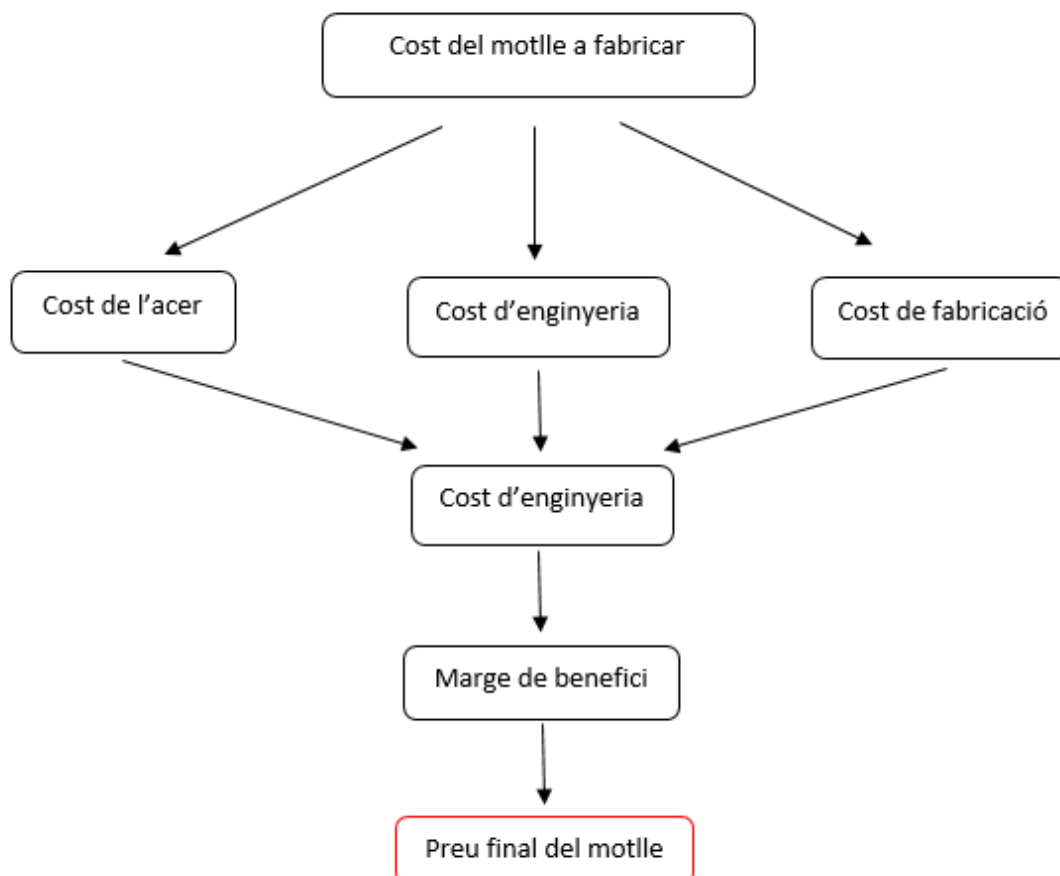 Cost del motlle a fabricar
Cost de l’acer
Cost d’enginyeria
Cost de fabricació
Cost d’enginyeria
Marge de benefici
Preu final del motlle